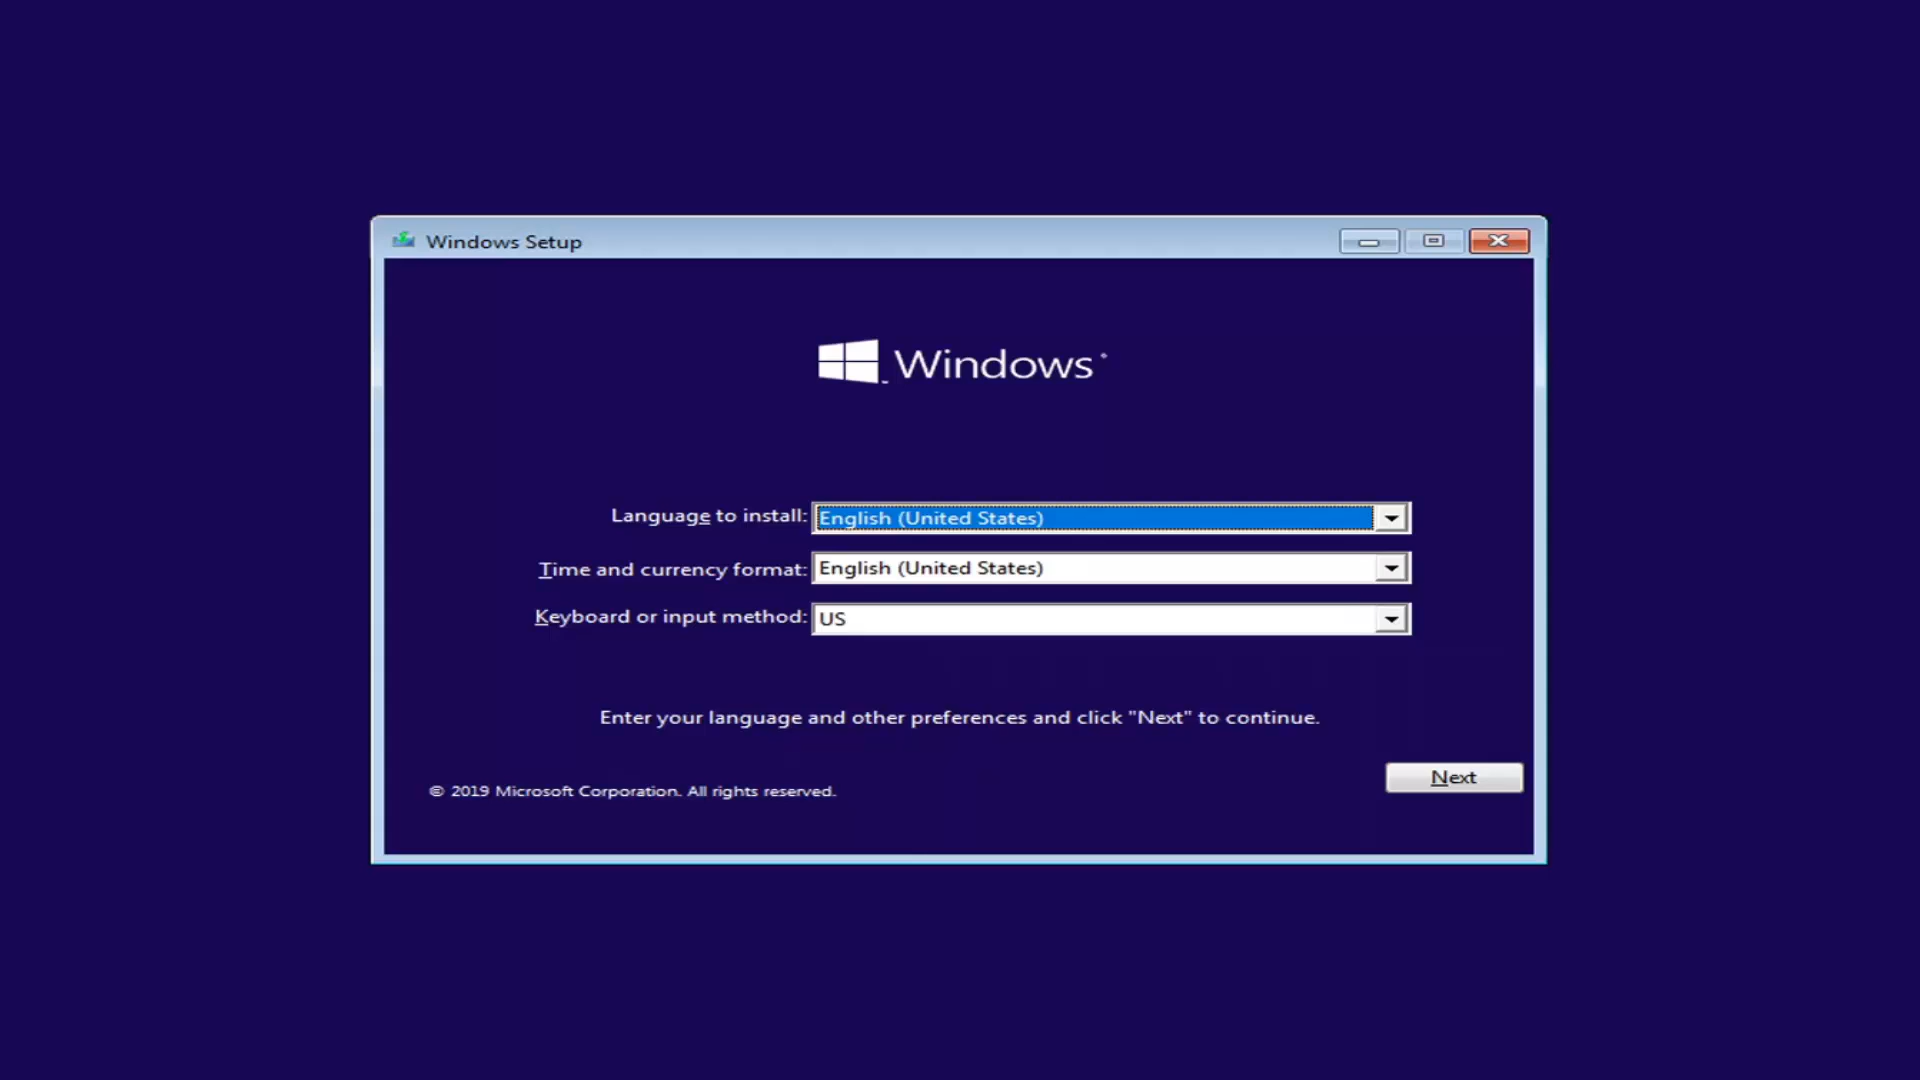 Windows Setup
Windows
Language to install: English (United States)
Time and currency format: English (United States)
Keyboard or input method: US
Enter your language and other preferences and click "Next" to continue.
Next
© 2019 Microsoft Corporation. All rights reserved.